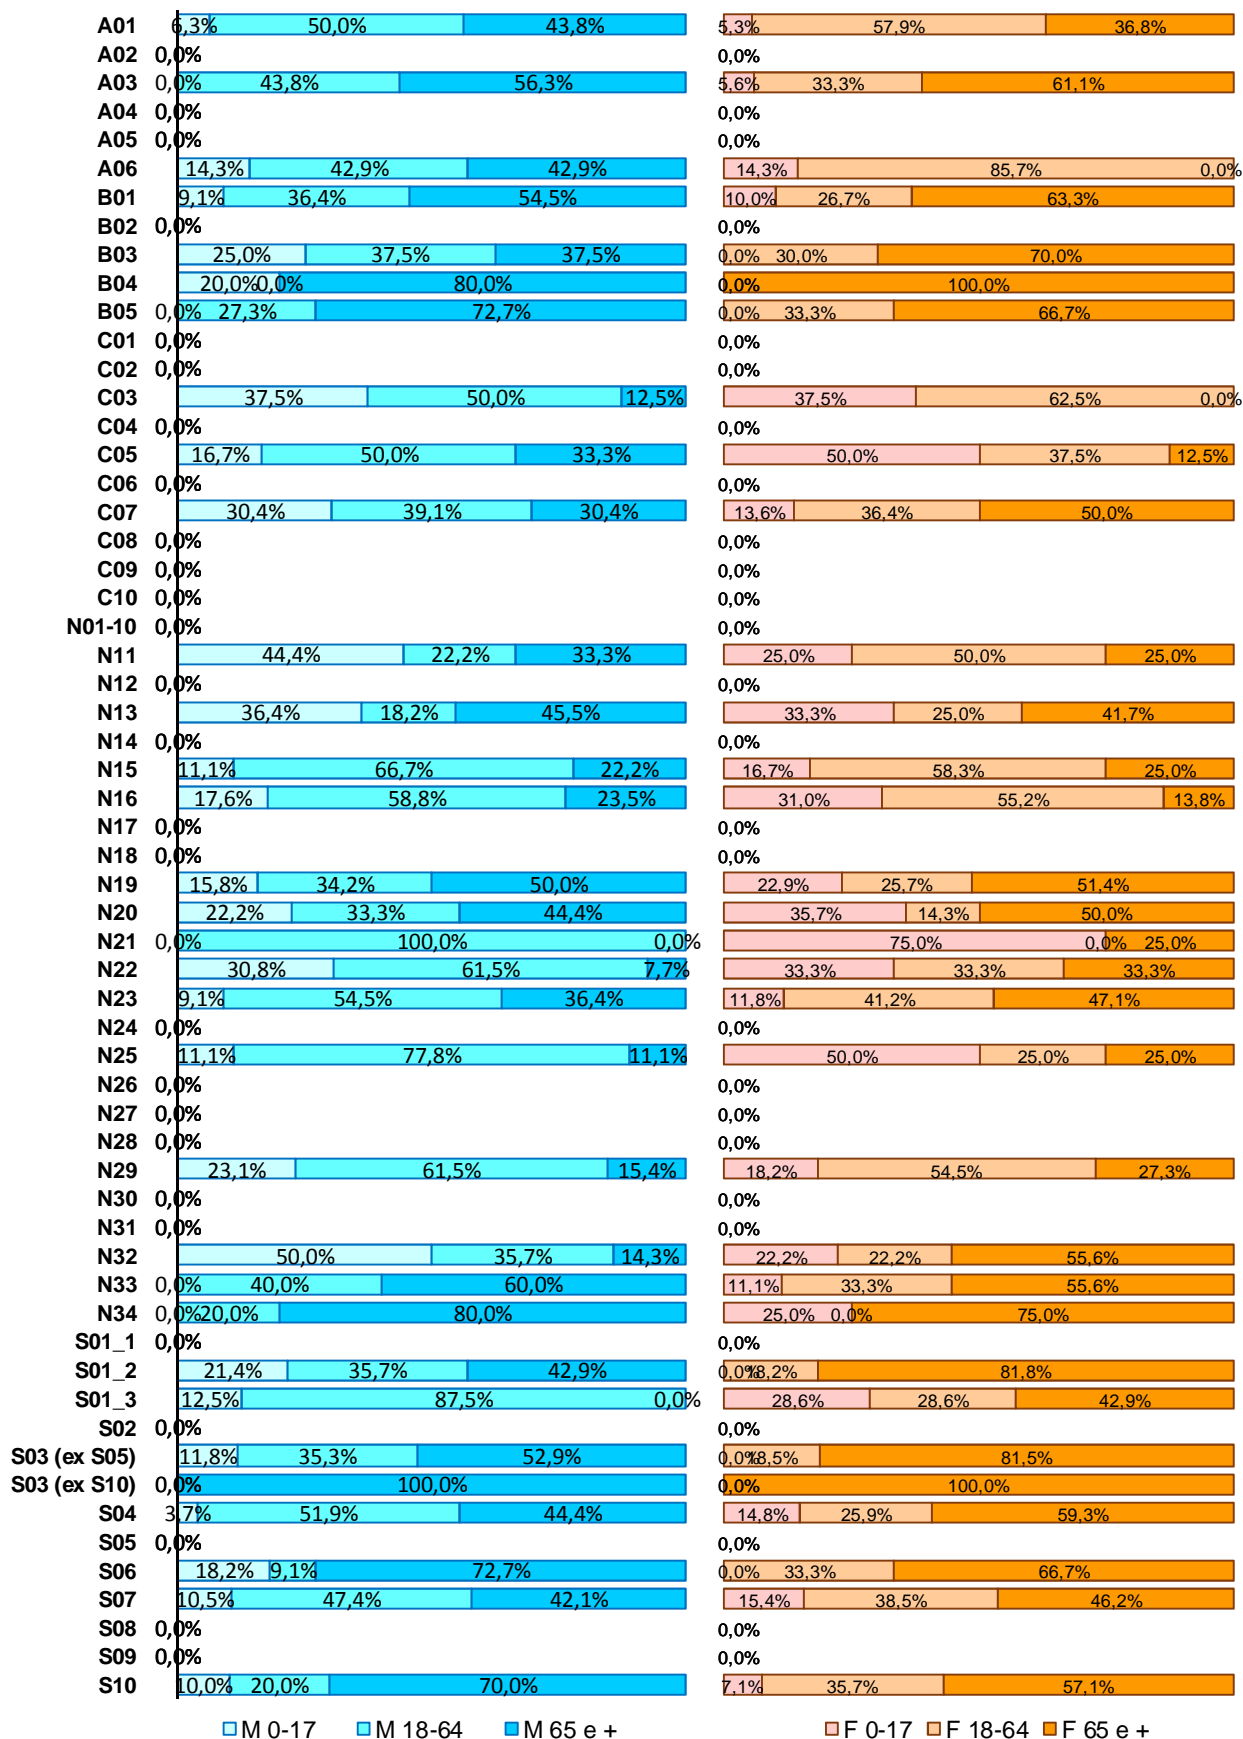 A01 6,3% 50,0% 43,8% 5,3% 57,9% 36,8%
A02 0,0% 0,0%
A03 0,0% 43,8% 56,3% 5,6% 33,3% 61,1%
A04 0,0% 0,0%
A05 0,0% 0,0%
A06 14,3% 42,9% 42,9% 14,3% 85,7% 0,0%
B01 9,1% 36,4% 54,5% 10,0% 26,7% 63,3%
B02 0,0% 0,0%
B03 25,0% 37,5% 37,5% 0,0% 30,0% 70,0%
B04 20,0% 0,0% 80,0% 0,0% 100,0%
B05 0,0% 27,3% 72,7% 0,0% 33,3% 66,7%
C01 0,0% 0,0%
C02 0,0% 0,0%
C03 37,5% 50,0% 12,5% 37,5% 62,5% 0,0%
C04 0,0% 0,0%
C05 16,7% 50,0% 33,3% 50,0% 37,5% 12,5%
C06 0,0% 0,0%
C07 30,4% 39,1% 30,4% 13,6% 36,4% 50,0%
C08 0,0% 0,0%
C09 0,0% 0,0%
C10 0,0% 0,0%
N01-10 0,0% 0,0%
N11 44,4% 22,2% 33,3% 25,0% 50,0% 25,0%
N12 0,0% 0,0%
N13 36,4% 18,2% 45,5% 33,3% 25,0% 41,7%
N14 0,0% 0,0%
N15 11,1% 66,7% 22,2% 16,7% 58,3% 25,0%
N16 17,6% 58,8% 23,5% 31,0% 55,2% 13,8%
N17 0,0% 0,0%
N18 0,0% 0,0%
N19 15,8% 34,2% 50,0% 22,9% 25,7% 51,4%
N20 22,2% 33,3% 44,4% 35,7% 14,3% 50,0%
N21 0,0% 100,0% 0,0% 75,0% 0,0% 25,0%
N22 30,8% 61,5% 7,7% 33,3% 33,3% 33,3%
N23 9,1% 54,5% 36,4% 11,8% 41,2% 47,1%
N24 0,0% 0,0%
N25 11,1% 77,8% 11,1% 50,0% 25,0% 25,0%
N26 0,0% 0,0%
N27 0,0% 0,0%
N28 0,0% 0,0%
N29 23,1% 61,5% 15,4% 18,2% 54,5% 27,3%
N30 0,0% 0,0%
N31 0,0% 0,0%
N32 50,0% 35,7% 14,3% 22,2% 22,2% 55,6%
N33 0,0% 40,0% 60,0% 11,1% 33,3% 55,6%
N34 0,0% 20,0% 80,0% 25,0% 0,0% 75,0%
S01_1 0,0% 0,0%
S01_2 21,4% 35,7% 42,9% 0,0% 18,2% 81,8%
S01_3 12,5% 87,5% 0,0% 28,6% 28,6% 42,9%
S02 0,0% 0,0%
S03 (ex S05) 11,8% 35,3% 52,9% 0,0% 18,5% 81,5%
S03 (ex S10) 0,0% 100,0% 0,0% 100,0%
S04 3,7% 51,9% 44,4% 14,8% 25,9% 59,3%
S05 0,0% 0,0%
S06 18,2% 9,1% 72,7% 0,0% 33,3% 66,7%
S07 10,5% 47,4% 42,1% 15,4% 38,5% 46,2%
S08 0,0% 0,0%
S09 0,0% 0,0%
S10 10,0% 20,0% 70,0% 7,1% 35,7% 57,1%
M 0-17 M 18-64 M 65 e + F 0-17 F 18-64 F 65 e +